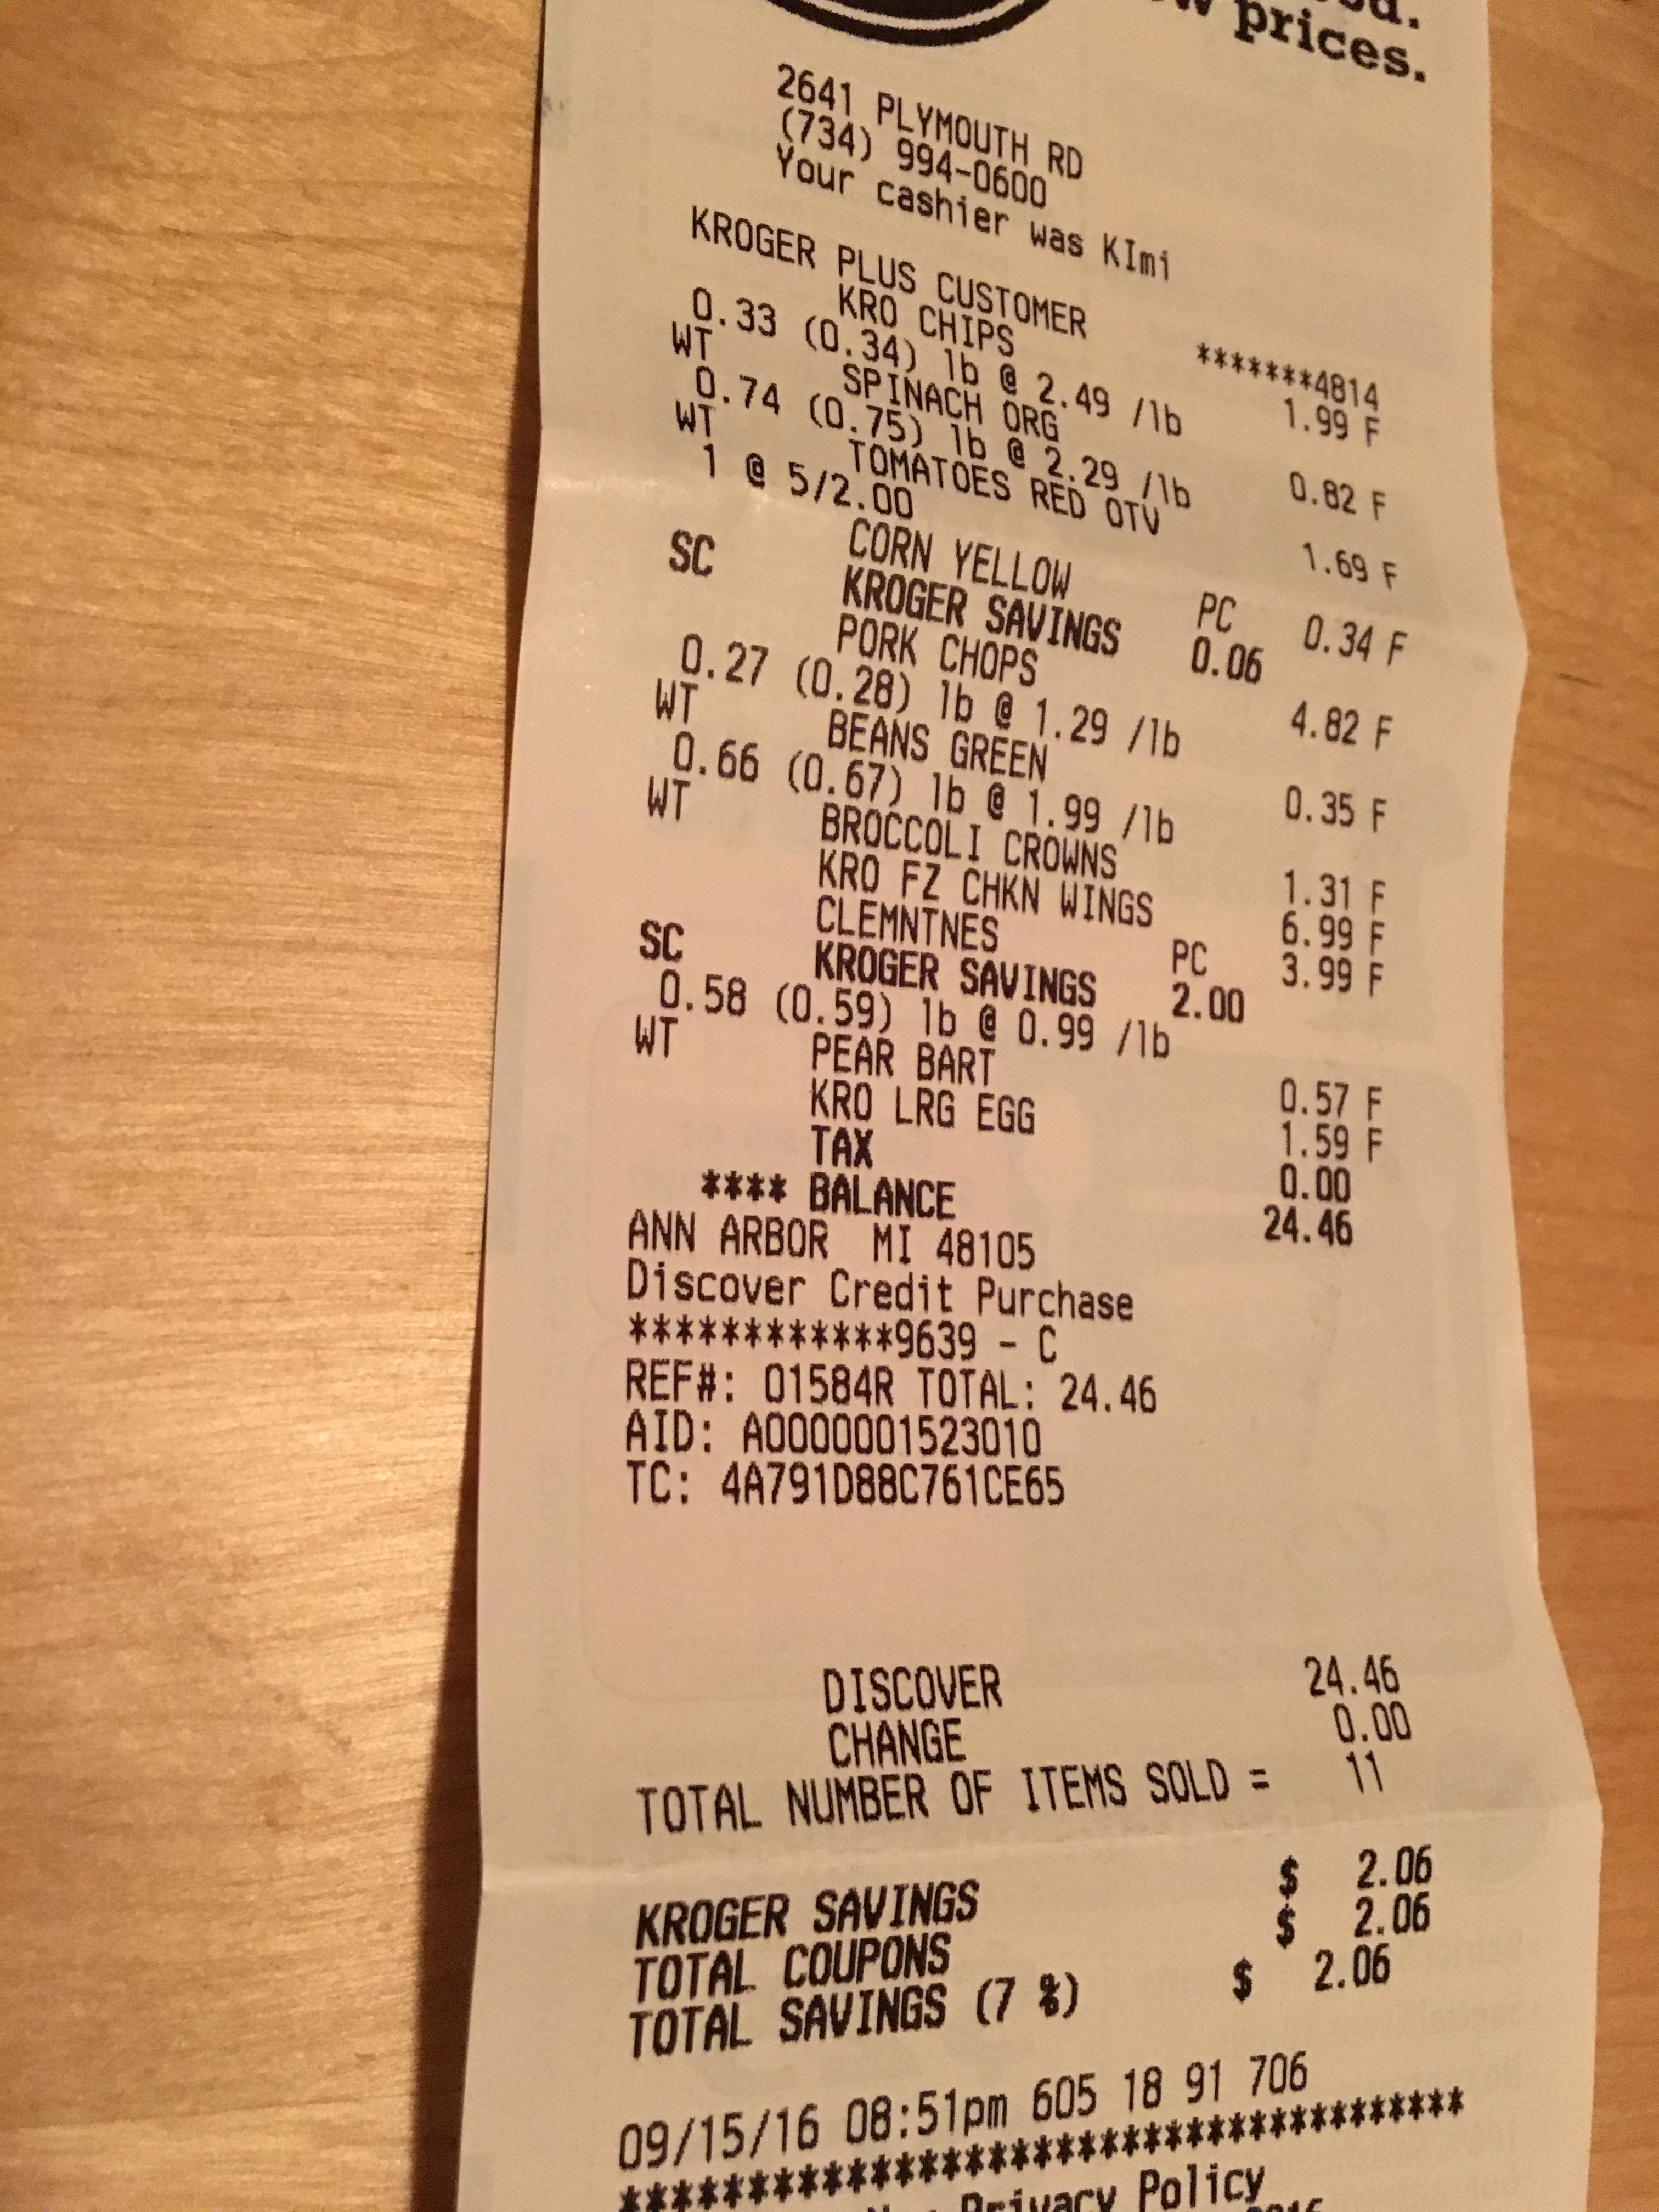 prices.
2641 PLYMOUTH RD
(734) 994-0600
Your cashier was KImi
KROGER PLUS CUSTOMER *******4814
KRO CHIPS 1.99 F
0.33 (0.34) lb @ 2.49 /lb
WT SPINACH ORG 0.82 F
0.74 (0.75) lb @ 2.29 /lb
WT TOMATOES RED OTV 1.69 F
1 @ 5/2.00
CORN YELLOW PC 0.34 F
SC KROGER SAVINGS 0.06
PORK CHOPS 4.82 F
0.27 (0.28) lb @ 1.29 /lb
WT BEANS GREEN 0.35 F
0.66 (0.67) lb @ 1.99 /lb
WT BROCCOLI CROWNS 1.31 F
KRO FZ CHKN WINGS 6.99 F
CLEMNTNES PC 3.99 F
SC KROGER SAVINGS 2.00
0.58 (0.59) lb @ 0.99 /lb
WT PEAR BART 0.57 F
KRO LRG EGG 1.59 F
TAX 0.00
**** BALANCE 24.46
ANN ARBOR MI 48105
Discover Credit Purchase
************9639 - C
REF#: 01584R TOTAL: 24.46
AID: A0000001523010
TC: 4A791D88C761CE65
DISCOVER 24.46
CHANGE 0.00
TOTAL NUMBER OF ITEMS SOLD = 11
KROGER SAVINGS $ 2.06
TOTAL COUPONS $ 2.06
TOTAL SAVINGS (7 %) $ 2.06
09/15/16 08:51pm 605 18 91 706
************************************
Privacy Policy